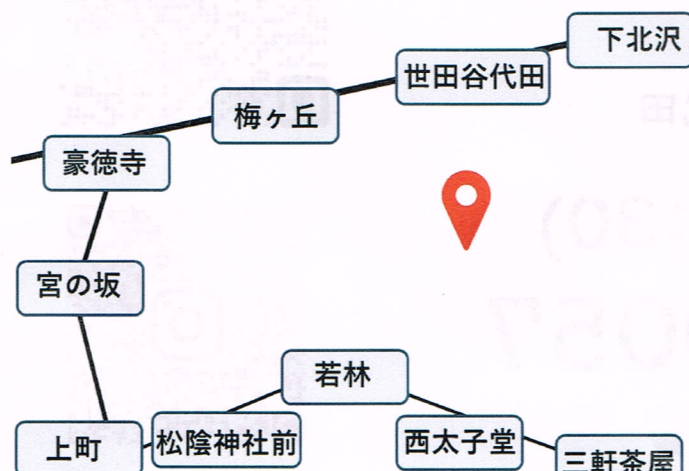 下北沢
世田谷代田
梅ヶ丘
豪徳寺
宮の坂
若林
上町
松陰神社前
西太子堂
三軒茶屋